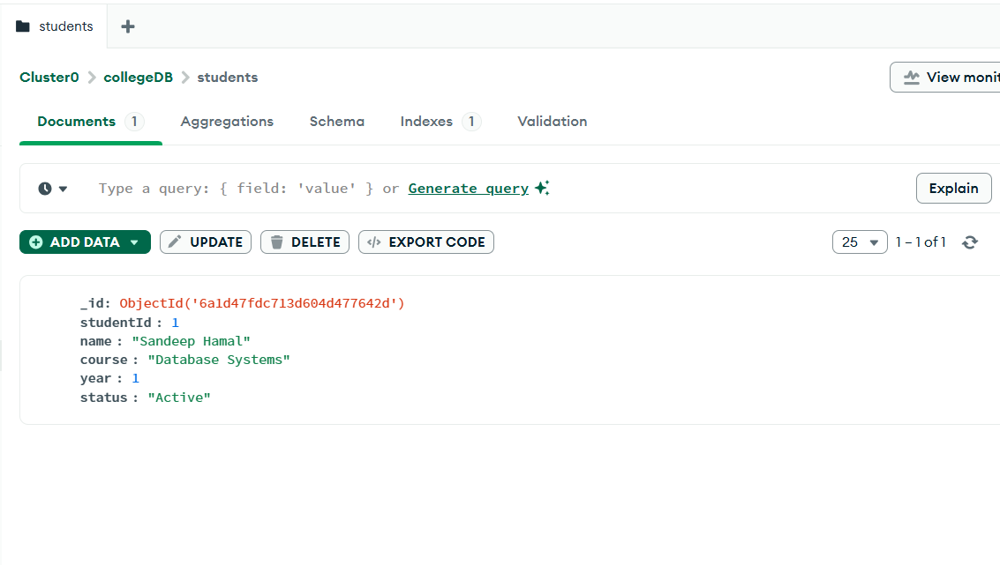 students
Cluster0 collegeDB students
View monit
Documents 1 Aggregations Schema Indexes 1 Validation
Type a query: { field: 'value' } or Generate query
Explain
ADD DATA UPDATE DELETE EXPORT CODE 25 1 – 1 of 1
_id: ObjectId('6a1d47fdc713d604d477642d')
studentId : 1
name : "Sandeep Hamal"
course : "Database Systems"
year : 1
status : "Active"